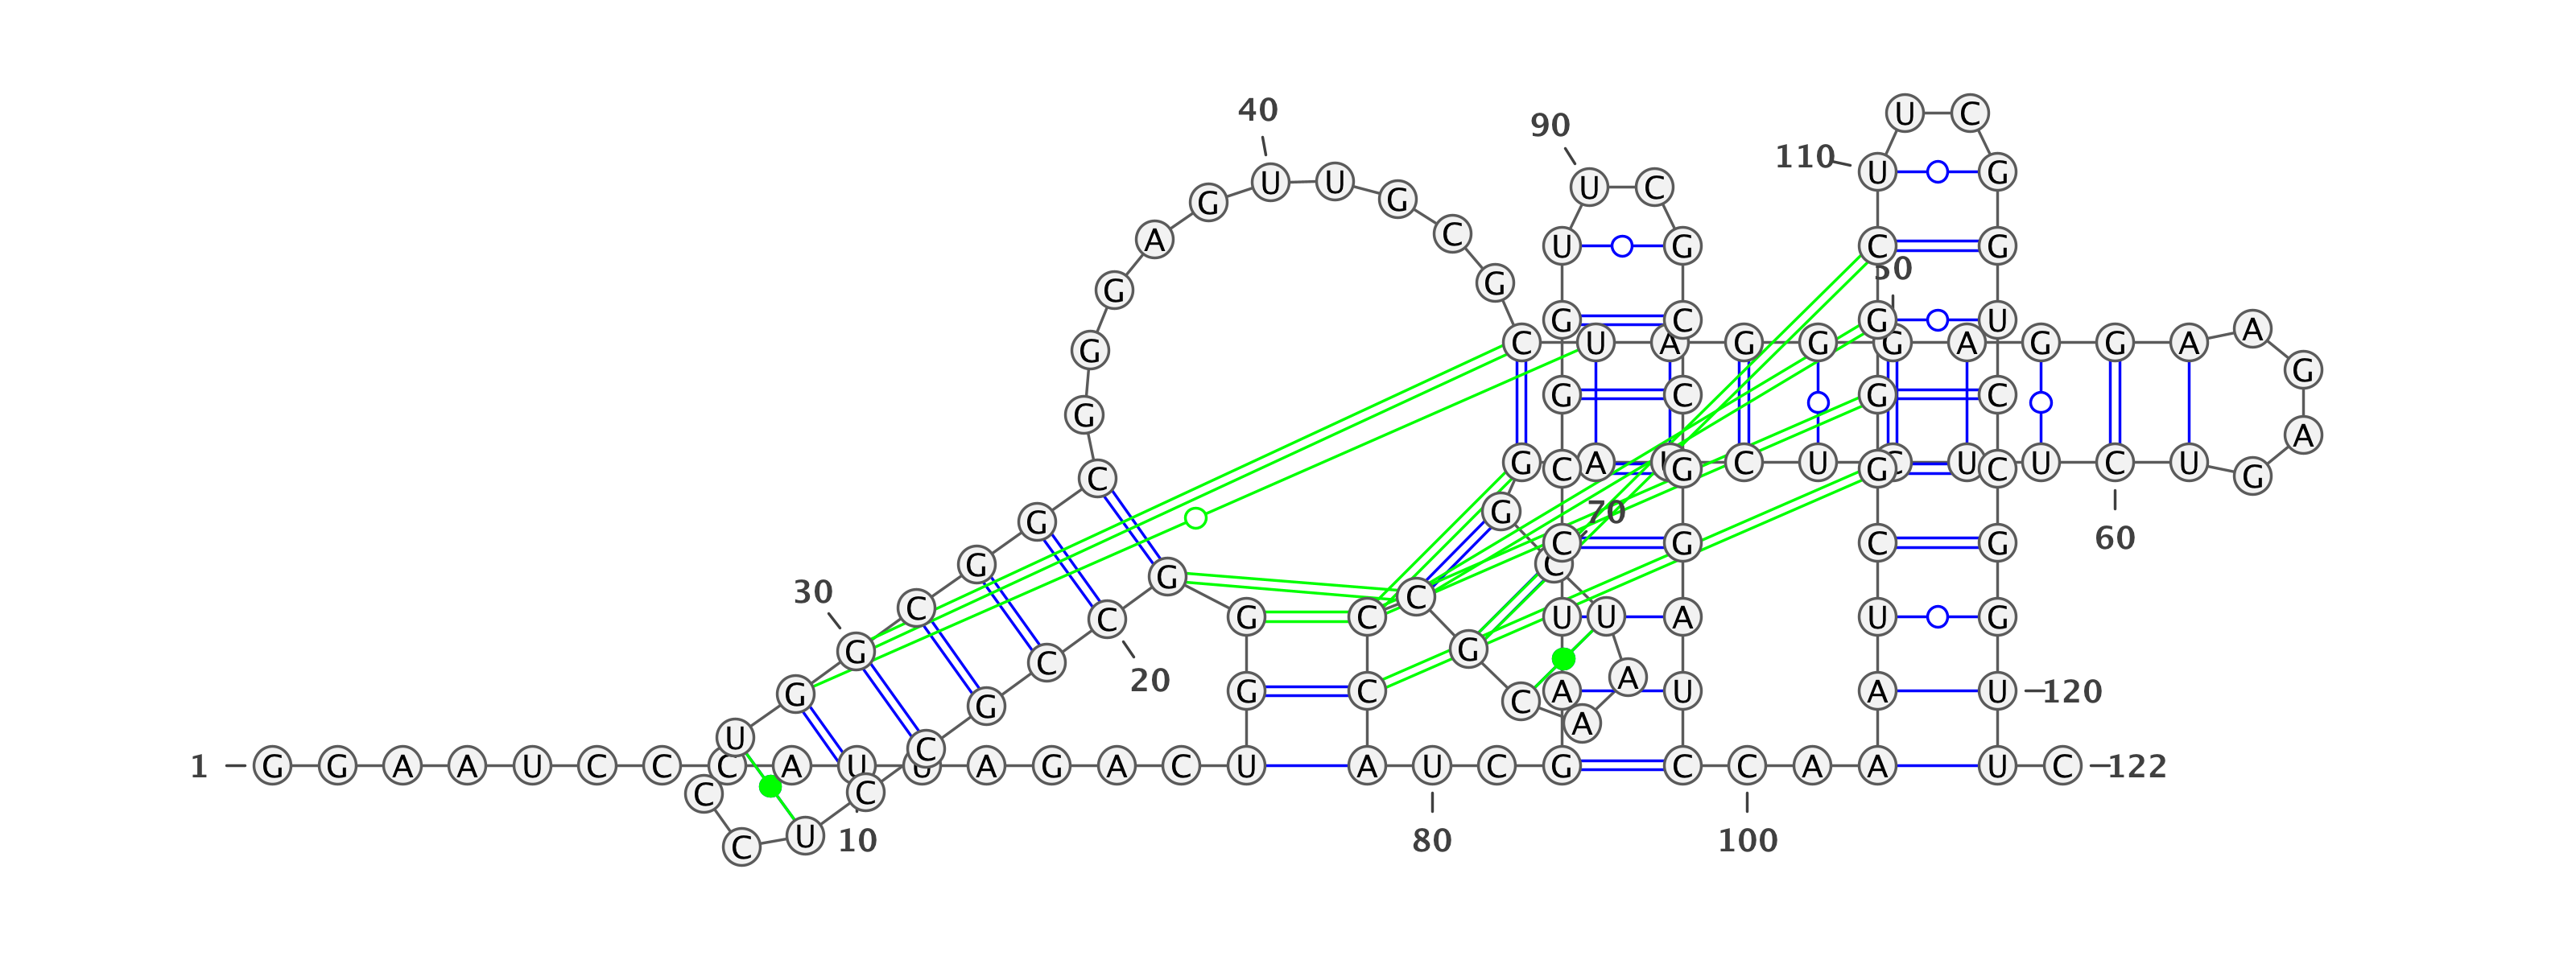 40 U C
90 110
U U U C U G
G G
A C U G C G
50
G G
G C G U
A
G C U A G G G A G G A
G
G C G C
G
A
C G A U C U C U U C U G
C G G C
G G 70
C G C G 60
G C
G
30 C
C
G C U U A U G
C
G G C
A 20
G G C C A U A U 120
G
A
U C
1 G G A A U C C C A U U A G A C U A U C G C C A A U C 122
C C
C U 10 80 100